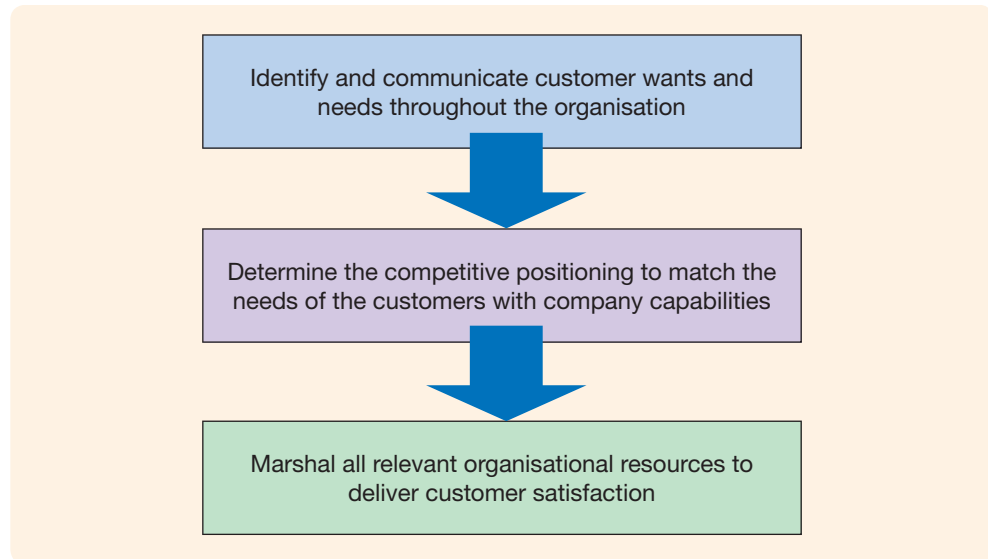 Identify and communicate customer wants and
needs throughout the organisation
Determine the competitive positioning to match the
needs of the customers with company capabilities
Marshal all relevant organisational resources to
deliver customer satisfaction